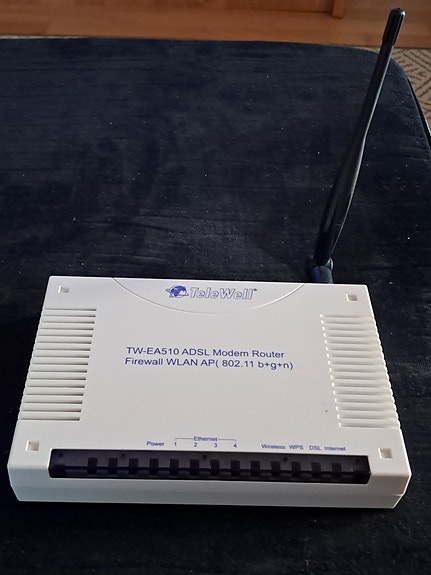 TeleWell®
TW-EA510 ADSL Modem Router
Firewall WLAN AP( 802.11 b+g+n)
Ethernet
Power 1 2 3 4 Wireless WPS DSL Internet